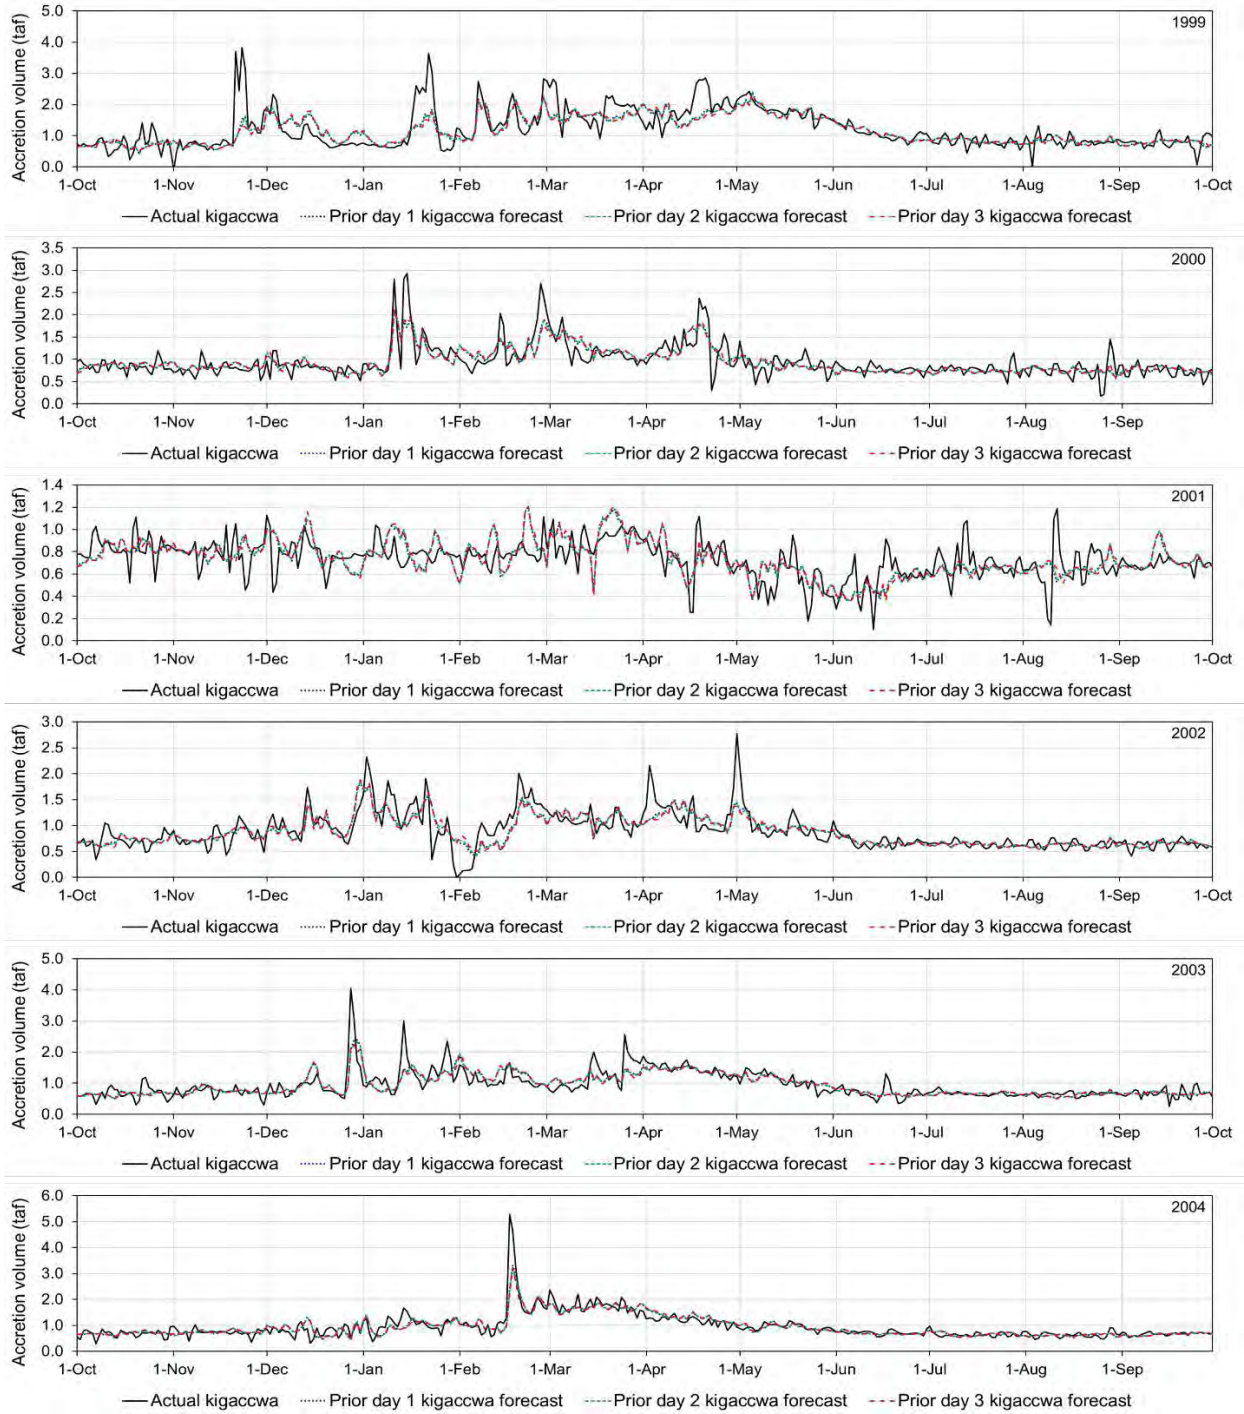 Accretion volume (taf)
1999
5.0
4.0
3.0
2.0
1.0
0.0
1-Oct 1-Nov 1-Dec 1-Jan 1-Feb 1-Mar 1-Apr 1-May 1-Jun 1-Jul 1-Aug 1-Sep 1-Oct
Actual kigaccwa Prior day 1 kigaccwa forecast Prior day 2 kigaccwa forecast Prior day 3 kigaccwa forecast
Accretion volume (taf)
2000
3.5
3.0
2.5
2.0
1.5
1.0
0.5
0.0
1-Oct 1-Nov 1-Dec 1-Jan 1-Feb 1-Mar 1-Apr 1-May 1-Jun 1-Jul 1-Aug 1-Sep
Actual kigaccwa Prior day 1 kigaccwa forecast Prior day 2 kigaccwa forecast Prior day 3 kigaccwa forecast
Accretion volume (taf)
2001
1.4
1.2
1.0
0.8
0.6
0.4
0.2
0.0
1-Oct 1-Nov 1-Dec 1-Jan 1-Feb 1-Mar 1-Apr 1-May 1-Jun 1-Jul 1-Aug 1-Sep 1-Oct
Actual kigaccwa Prior day 1 kigaccwa forecast Prior day 2 kigaccwa forecast Prior day 3 kigaccwa forecast
Accretion volume (taf)
2002
3.0
2.5
2.0
1.5
1.0
0.5
0.0
1-Oct 1-Nov 1-Dec 1-Jan 1-Feb 1-Mar 1-Apr 1-May 1-Jun 1-Jul 1-Aug 1-Sep 1-Oct
Actual kigaccwa Prior day 1 kigaccwa forecast Prior day 2 kigaccwa forecast Prior day 3 kigaccwa forecast
Accretion volume (taf)
2003
5.0
4.0
3.0
2.0
1.0
0.0
1-Oct 1-Nov 1-Dec 1-Jan 1-Feb 1-Mar 1-Apr 1-May 1-Jun 1-Jul 1-Aug 1-Sep 1-Oct
Actual kigaccwa Prior day 1 kigaccwa forecast Prior day 2 kigaccwa forecast Prior day 3 kigaccwa forecast
Accretion volume (taf)
2004
6.0
5.0
4.0
3.0
2.0
1.0
0.0
1-Oct 1-Nov 1-Dec 1-Jan 1-Feb 1-Mar 1-Apr 1-May 1-Jun 1-Jul 1-Aug 1-Sep
Actual kigaccwa Prior day 1 kigaccwa forecast Prior day 2 kigaccwa forecast Prior day 3 kigaccwa forecast